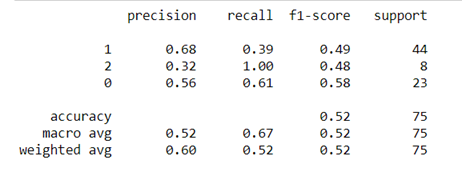 precision recall f1-score support
1 0.68 0.39 0.49 44
2 0.32 1.00 0.48 8
0 0.56 0.61 0.58 23
accuracy 0.52 75
macro avg 0.52 0.67 0.52 75
weighted avg 0.60 0.52 0.52 75